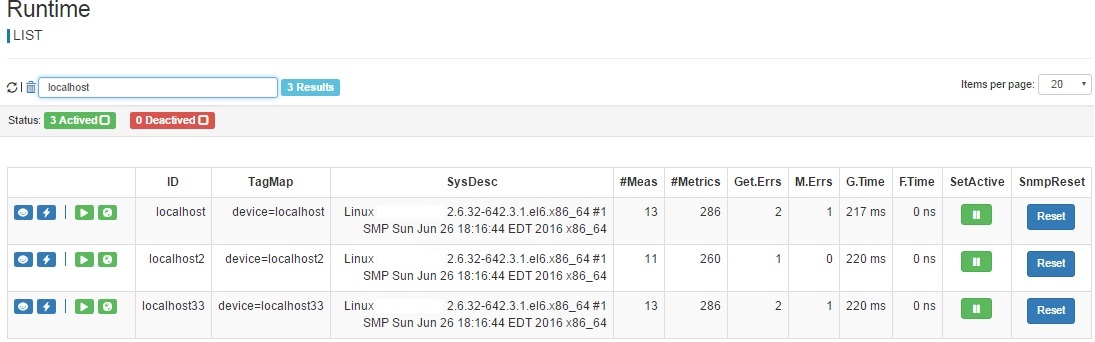 Runtime
LIST
localhost 3 Results Items per page: 20
Status: 3 Actived 0 Deactived
ID TagMap SysDesc #Meas #Metrics Get.Errs M.Errs G.Time F.Time SetActive SnmpReset
localhost device=localhost Linux 2.6.32-642.3.1.el6.x86_64 #1 13 286 2 1 217 ms 0 ns Reset
SMP Sun Jun 26 18:16:44 EDT 2016 x86_64
localhost2 device=localhost2 Linux 2.6.32-642.3.1.el6.x86_64 #1 11 260 1 0 220 ms 0 ns Reset
SMP Sun Jun 26 18:16:44 EDT 2016 x86_64
localhost33 device=localhost33 Linux 2.6.32-642.3.1.el6.x86_64 #1 13 286 2 1 220 ms 0 ns Reset
SMP Sun Jun 26 18:16:44 EDT 2016 x86_64